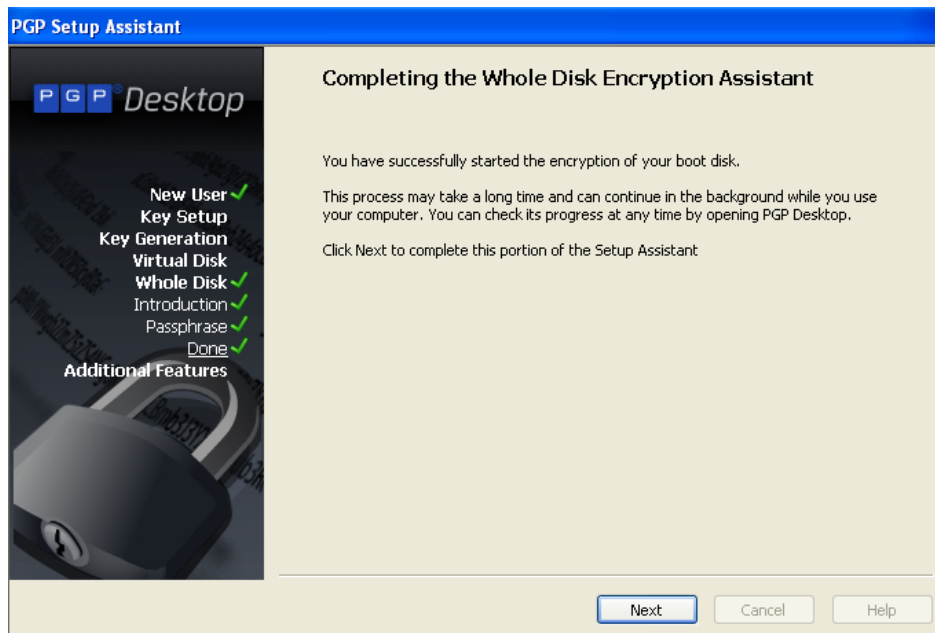 PGP Setup Assistant
PGP® Desktop
New User
Key Setup
Key Generation
Virtual Disk
Whole Disk
Introduction
Passphrase
Done
Additional Features
Completing the Whole Disk Encryption Assistant
You have successfully started the encryption of your boot disk.
This process may take a long time and can continue in the background while you use
your computer. You can check its progress at any time by opening PGP Desktop.
Click Next to complete this portion of the Setup Assistant
Next
Cancel
Help